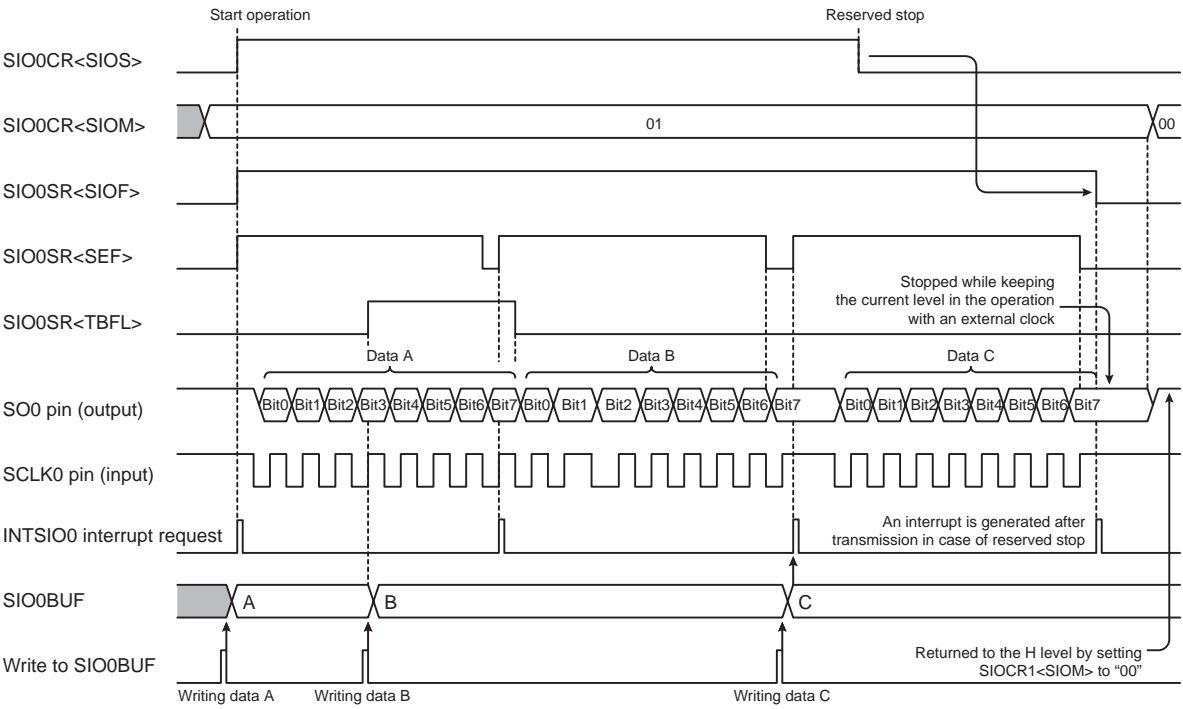 Start operation
Reserved stop
SIO0CR<SIOS>
SIO0CR<SIOM>
01
00
SIO0SR<SIOF>
SIO0SR<SEF>
Stopped while keeping
the current level in the operation
with an external clock
SIO0SR<TBFL>
Data A
Data B
Data C
SO0 pin (output)
Bit0 Bit1 Bit2 Bit3 Bit4 Bit5 Bit6 Bit7 Bit0 Bit1 Bit2 Bit3 Bit4 Bit5 Bit6 Bit7 Bit0 Bit1 Bit2 Bit3 Bit4 Bit5 Bit6 Bit7
SCLK0 pin (input)
INTSIO0 interrupt request
An interrupt is generated after
transmission in case of reserved stop
SIO0BUF
A
B
C
Write to SIO0BUF
Returned to the H level by setting
SIOCR1<SIOM> to “00”
Writing data A
Writing data B
Writing data C